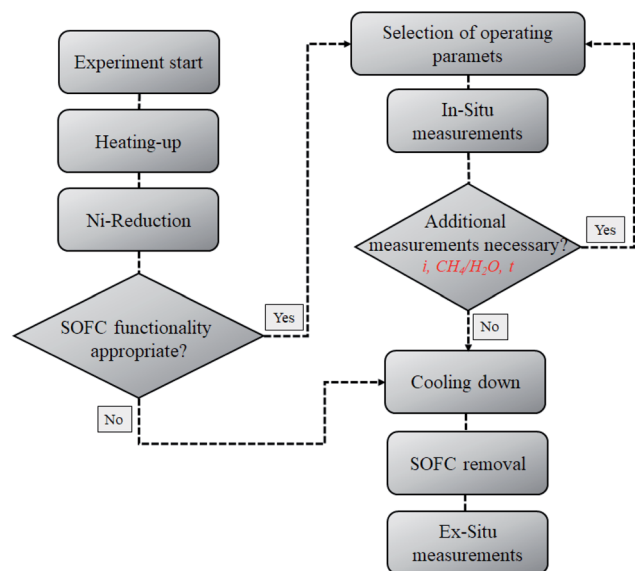 Experiment start
Heating-up
Ni-Reduction
SOFC functionality
appropriate?
Yes
No
Selection of operating
paramets
In-Situ
measurements
Additional
measurements necessary?
i, CH₄/H₂O, t
Yes
No
Cooling down
SOFC removal
Ex-Situ
measurements